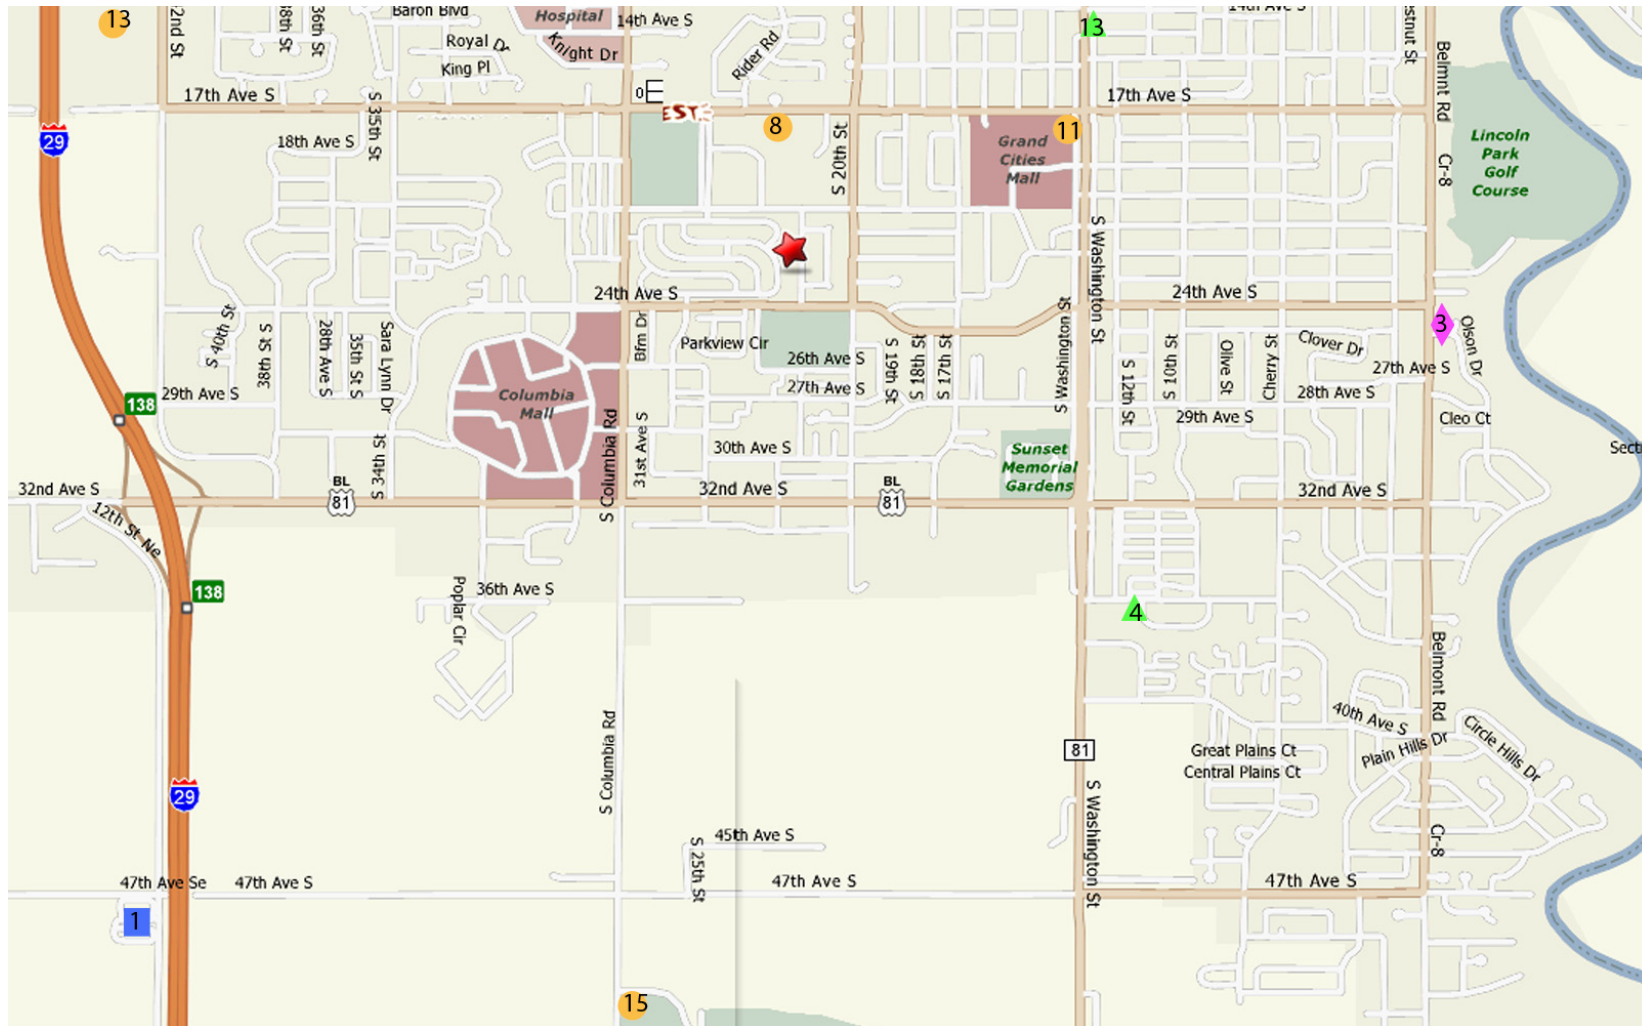 13
Baron Blvd
Hospital
14th Ave S
13
2nd St
38th St
36th St
Royal Dr
Knight Dr
King Pl
Rider Rd
Belmnt Rd
17th Ave S
0E
17th Ave S
29
S 35th St
8
11
18th Ave S
S 20th St
Grand
Cities
Mall
Lincoln
Park
Golf
Course
Cr-8
S Washington St
24th Ave S
24th Ave S
S 40th St
38th St S
28th Ave S
35th St S
Sara Lynn Dr
Bfm Dr
Parkview Cir
26th Ave S
27th Ave S
S 19th St
S 18th St
S 17th St
S Washington St
S 12th St
S 10th St
Olive St
Cherry St
Clover Dr
3
Olson Dr
27th Ave S
28th Ave S
138
29th Ave S
Columbia
Mall
29th Ave S
Cleo Ct
S 34th St
S Columbia Rd
31st Ave S
30th Ave S
Sunset
Memorial
Gardens
32nd Ave S
BL
81
32nd Ave S
BL
81
32nd Ave S
12th St Ne
138
Poplar Cir
36th Ave S
4
Belmont Rd
S Columbia Rd
40th Ave S
81
Great Plains Ct
Central Plains Ct
Plain Hills Dr
Circle Hills Dr
29
S Washington St
45th Ave S
S 25th St
Cr-8
47th Ave Se
47th Ave S
47th Ave S
47th Ave S
1
15